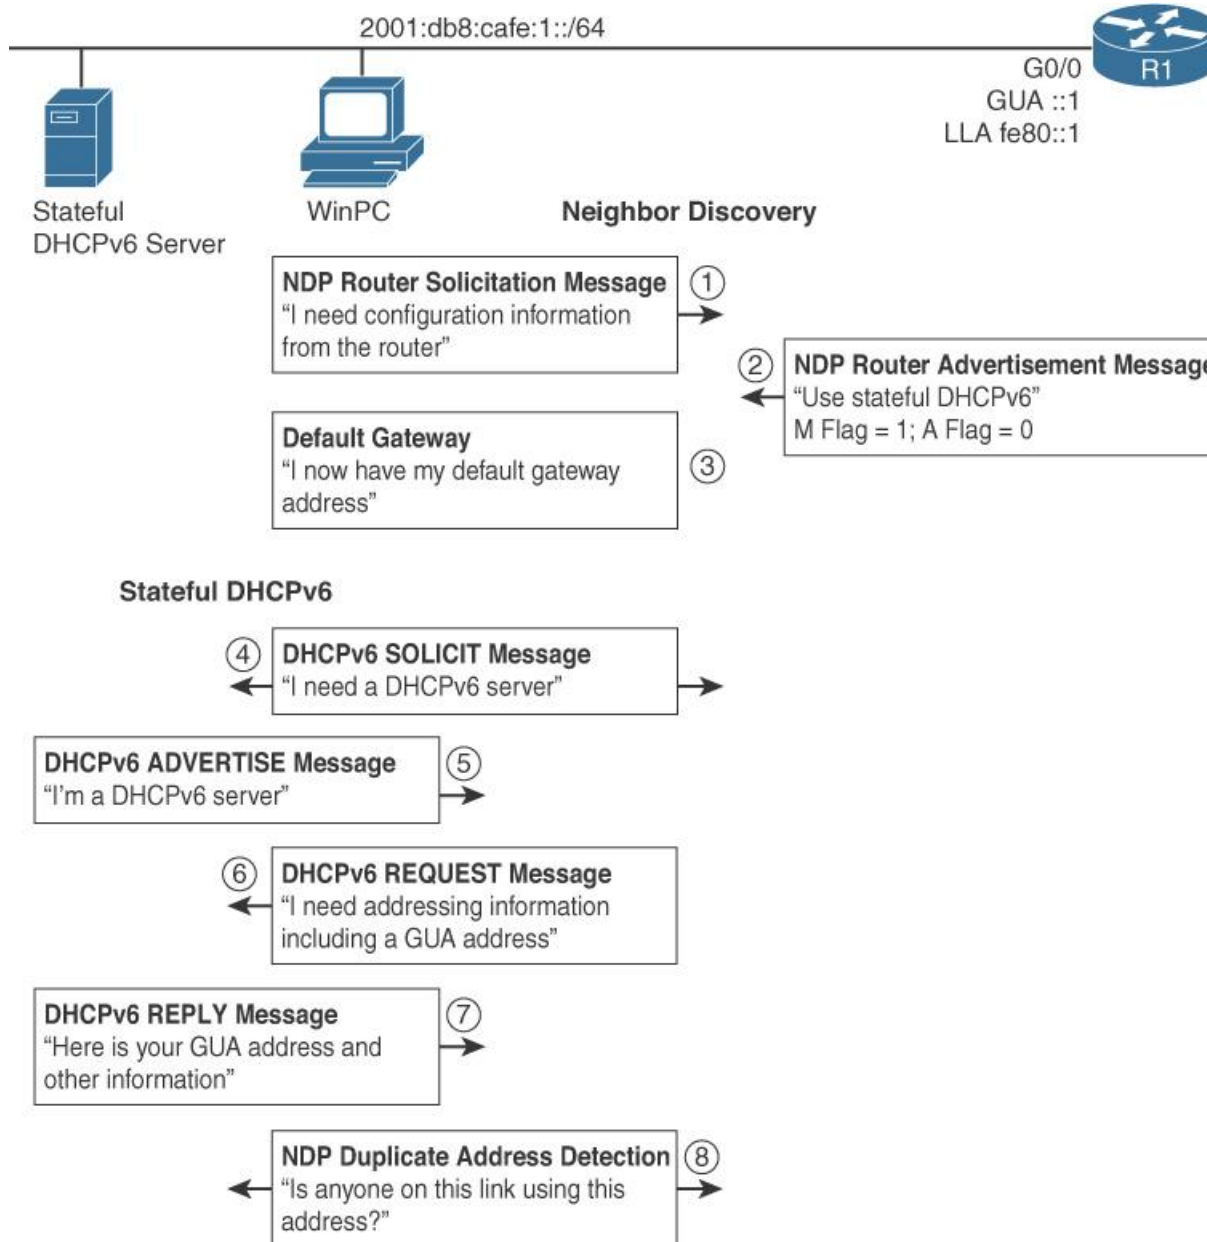 2001:db8:cafe:1::/64
R1
G0/0
GUA ::1
LLA fe80::1
Stateful
DHCPv6 Server
WinPC
Neighbor Discovery
NDP Router Solicitation Message
“I need configuration information
from the router”
1
2
NDP Router Advertisement Message
“Use stateful DHCPv6”
M Flag = 1; A Flag = 0
Default Gateway
“I now have my default gateway
address”
3
Stateful DHCPv6
4
DHCPv6 SOLICIT Message
“I need a DHCPv6 server”
DHCPv6 ADVERTISE Message
“I’m a DHCPv6 server”
5
6
DHCPv6 REQUEST Message
“I need addressing information
including a GUA address”
DHCPv6 REPLY Message
“Here is your GUA address and
other information”
7
NDP Duplicate Address Detection
“Is anyone on this link using this
address?”
8